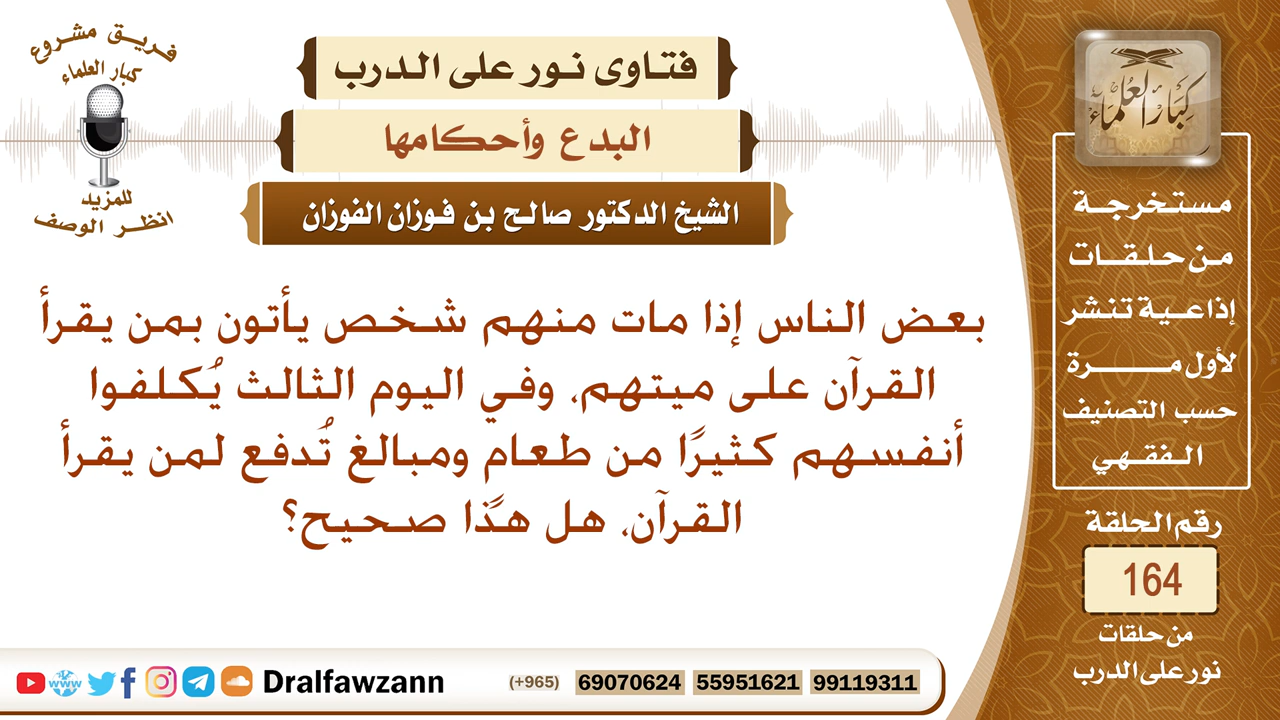 فريق مشروع
كبار العلماء
للمزيد
انظر الوصف
فتاوى نور على الدرب
البدع وأحكامها
الشيخ الدكتور صالح بن فوزان الفوزان
بعض الناس إذا مات منهم شخص يأتون بمن يقرأ
القرآن على ميتهم، وفي اليوم الثالث يُكلفوا
أنفسهم كثيرًا من طعام ومبالغ تُدفع لمن يقرأ
القرآن، هل هذا صحيح؟
كبار العلماء
مستخرجة
من حلقات
إذاعية تنشر
لأول مرة
حسب التصنيف
الفقهي
رقم الحلقة
164
من حلقات
نور على الدرب
www Dralfawzann (+965) 69070624 55951621 99119311